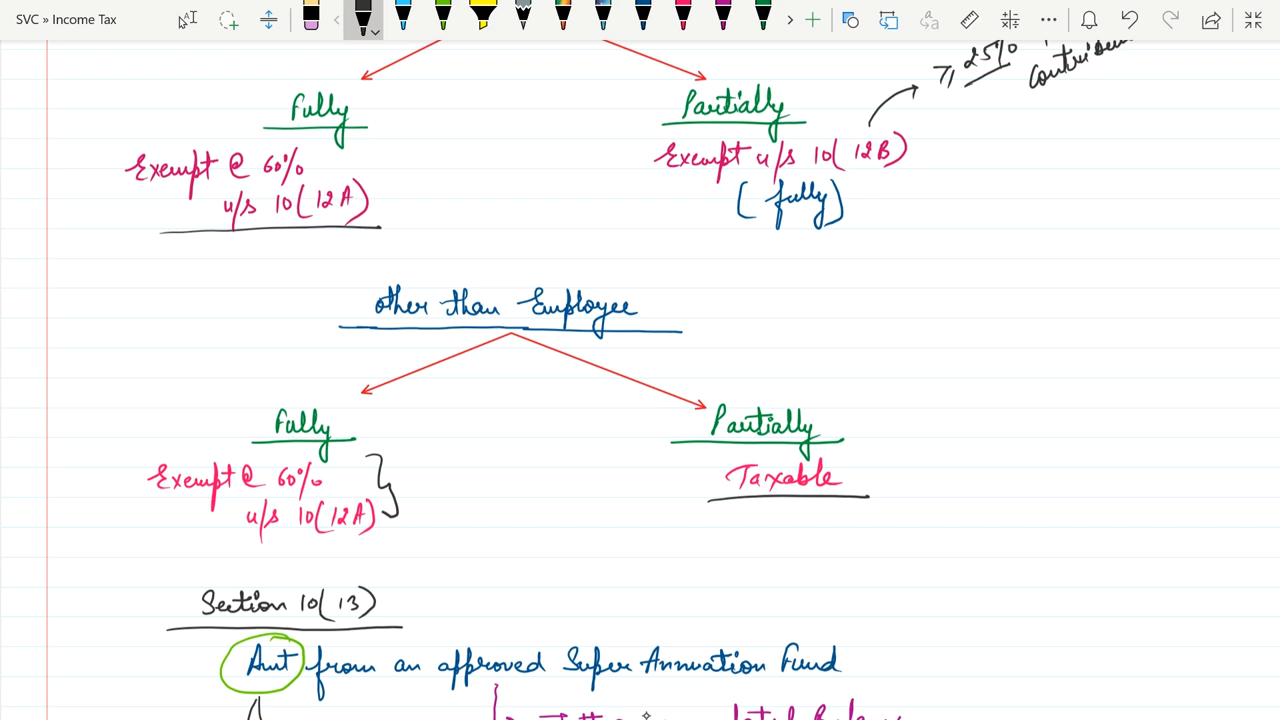 SVC » Income Tax
≥ 25%
Fully
Partially
Exempt @ 60%
u/s 10(12A)
Exempt u/s 10(12B)
(fully)
other than Employee
Fully
Partially
Exempt @ 60%
u/s 10(12A)
Taxable
Section 10(13)
Amt from an approved Super Annuation Fund